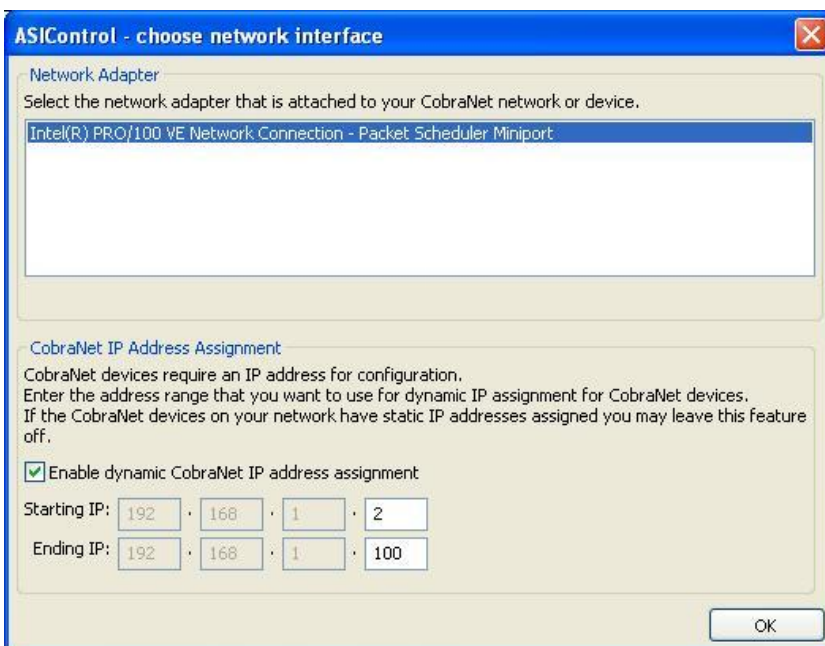 ASIControl - choose network interface
Network Adapter
Select the network adapter that is attached to your CobraNet network or device.
Intel(R) PRO/100 VE Network Connection - Packet Scheduler Miniport
CobraNet IP Address Assignment
CobraNet devices require an IP address for configuration.
Enter the address range that you want to use for dynamic IP assignment for CobraNet devices.
If the CobraNet devices on your network have static IP addresses assigned you may leave this feature
off.
Enable dynamic CobraNet IP address assignment
Starting IP: 192 . 168 . 1 . 2
Ending IP: 192 . 168 . 1 . 100
OK